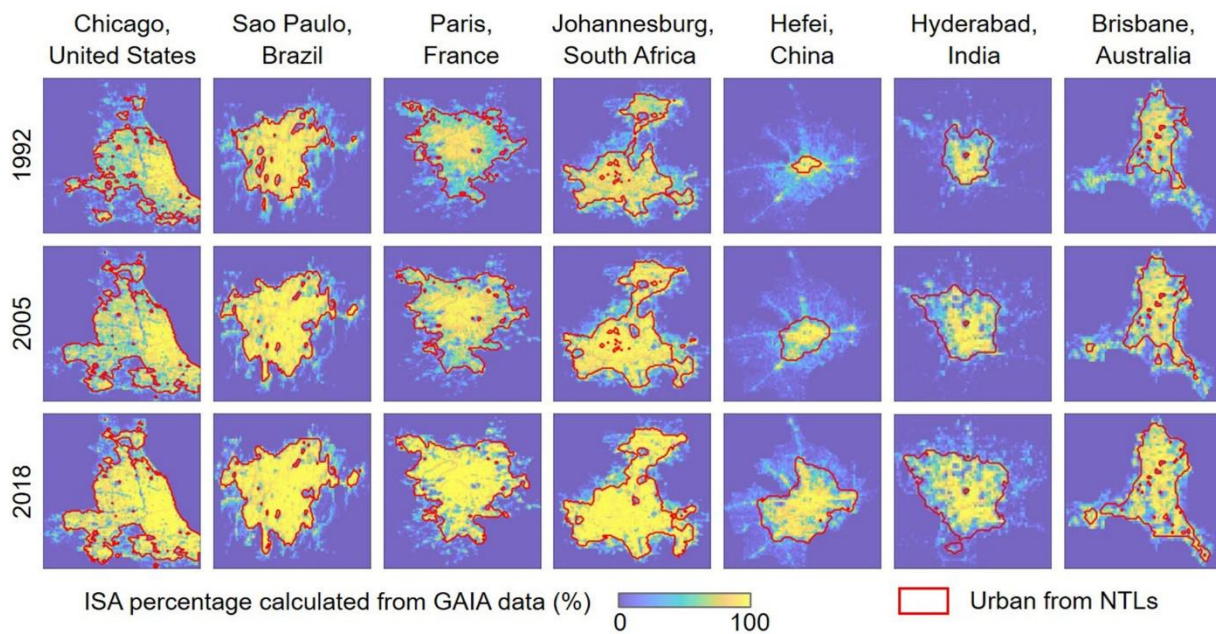 Chicago,
United States
Sao Paulo,
Brazil
Paris,
France
Johannesburg,
South Africa
Hefei,
China
Hyderabad,
India
Brisbane,
Australia
1992
2005
2018
ISA percentage calculated from GAIA data (%)
0
100
Urban from NTLs